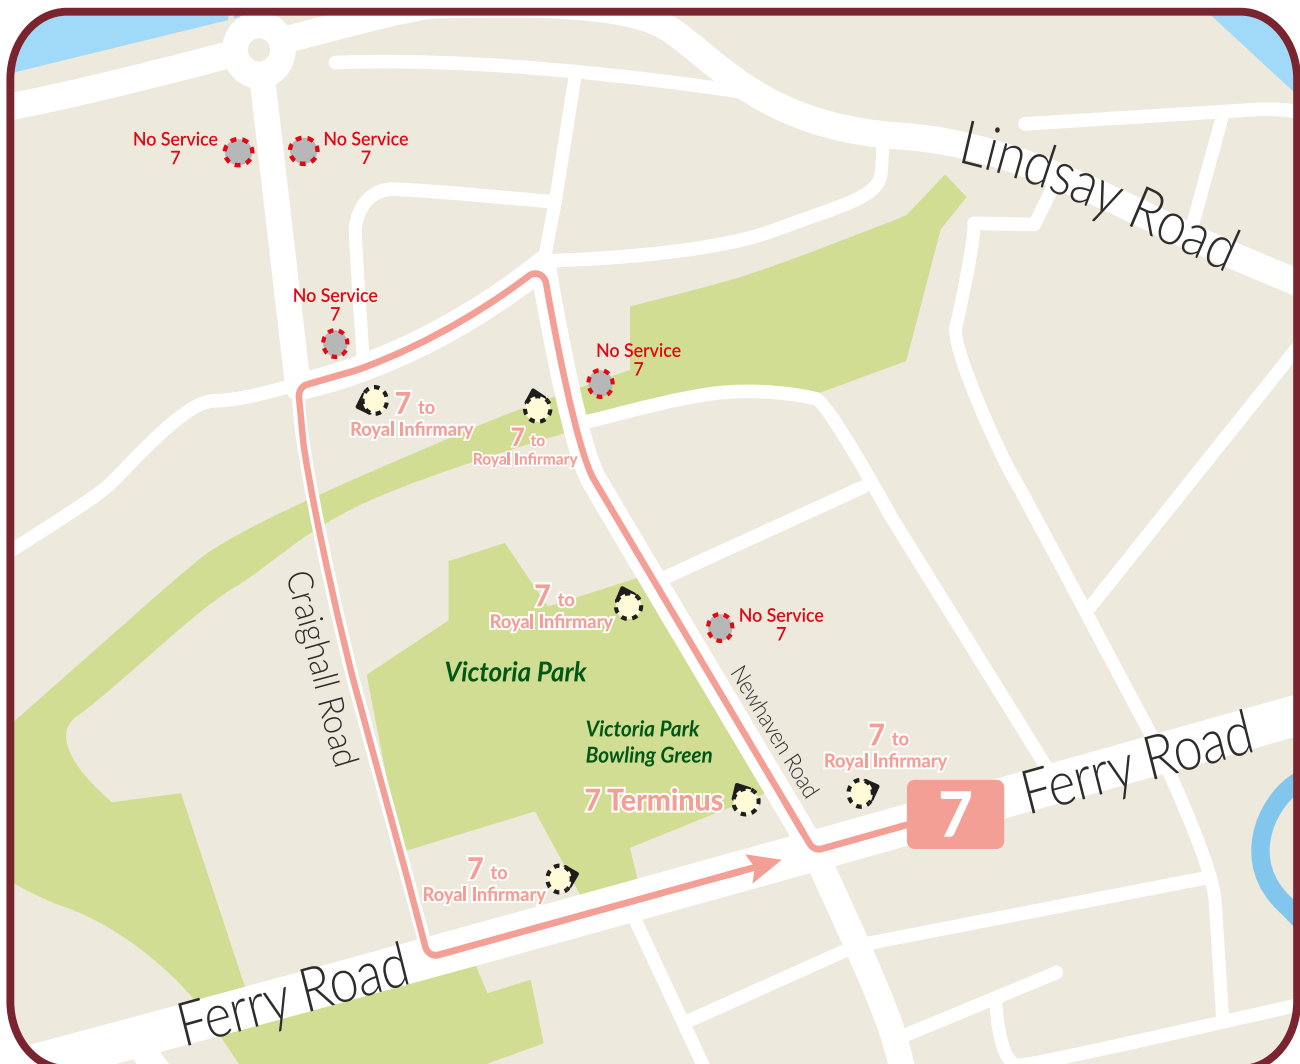 Lindsay Road
No Service
7
No Service
7
No Service
7
No Service
7
7 to
Royal Infirmary
7 to
Royal Infirmary
Craighall Road
7 to
Royal Infirmary
No Service
7
Victoria Park
Newhaven Road
Victoria Park
Bowling Green
7 to
Royal Infirmary
Ferry Road
7 Terminus
7
7 to
Royal Infirmary
Ferry Road